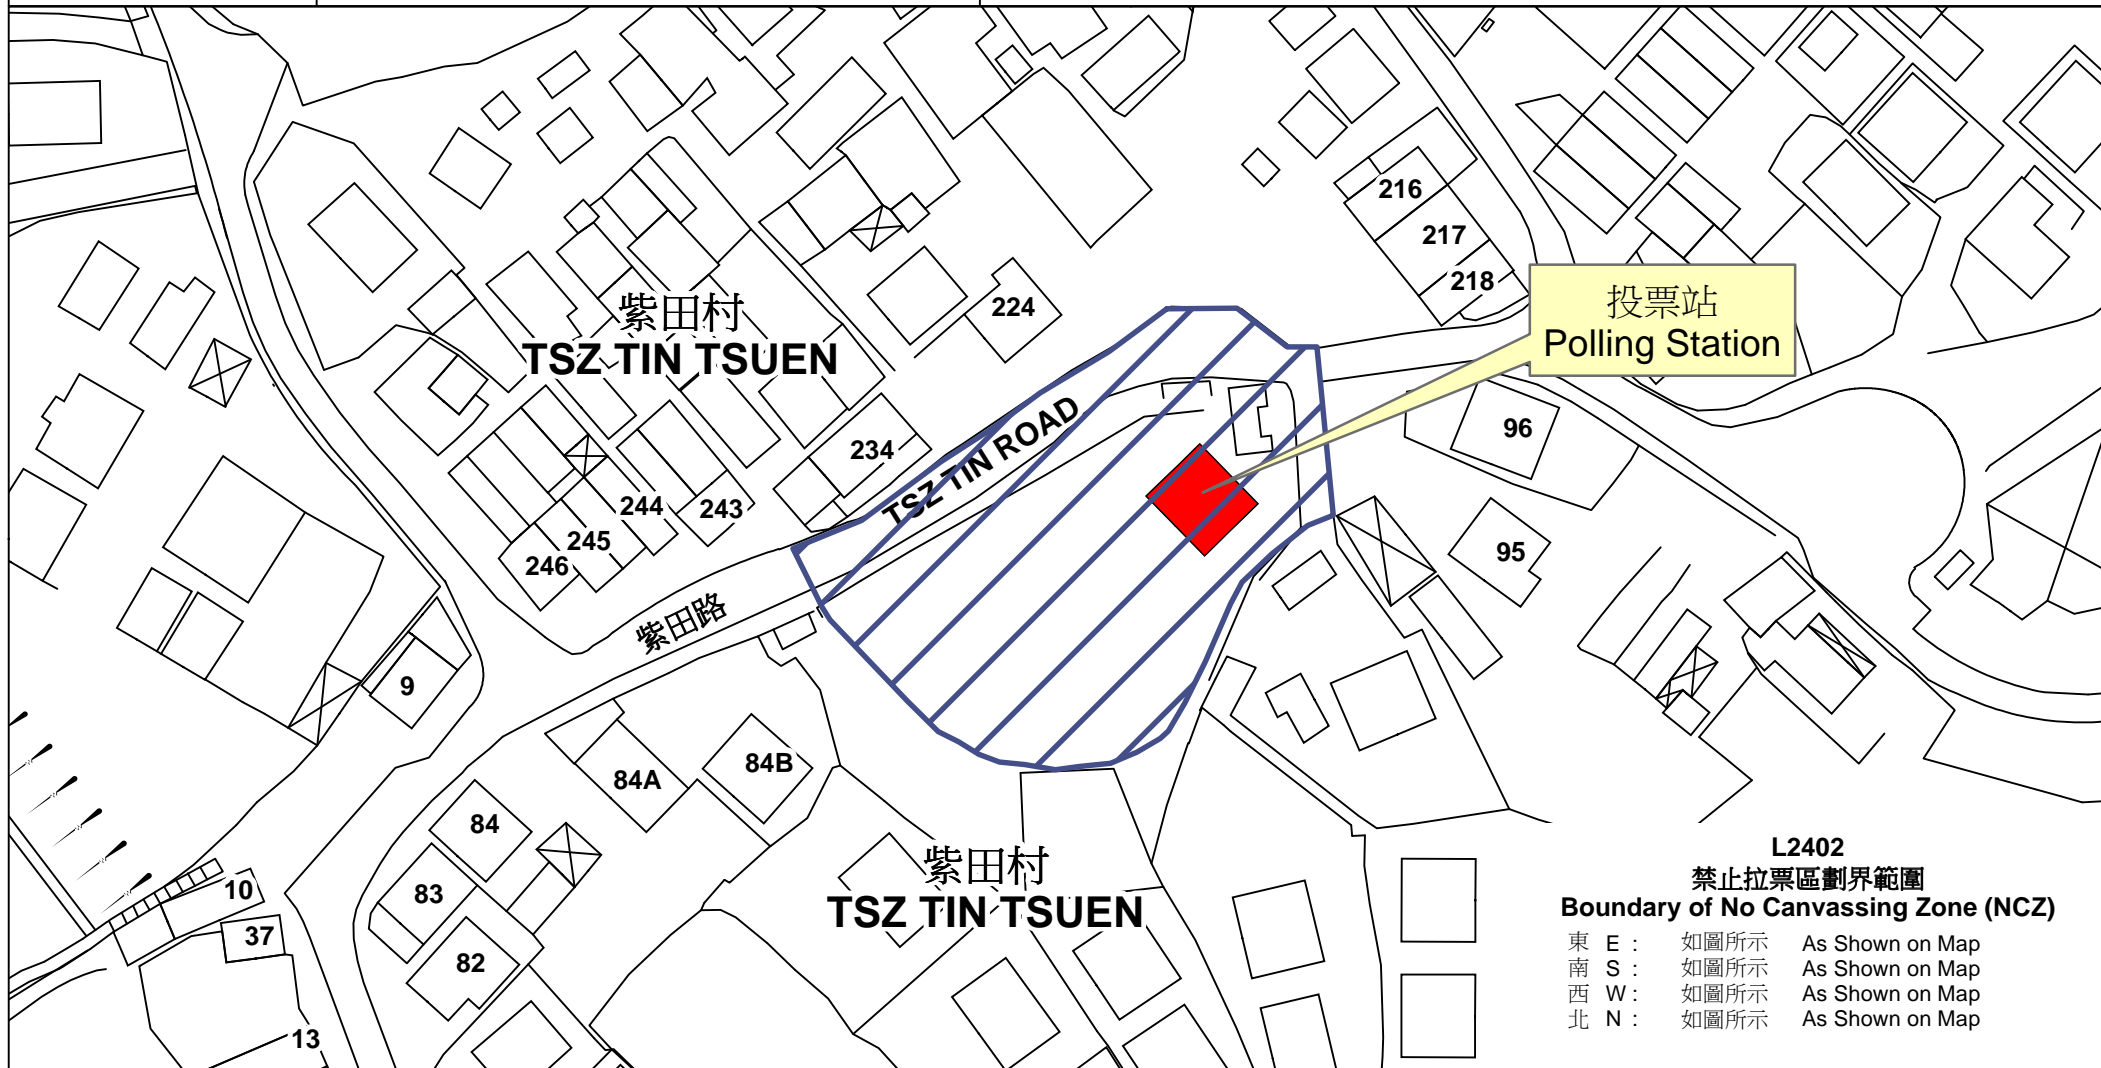 216
217
218
投票站
Polling Station
224
紫田村
TSZ TIN TSUEN
TSZ TIN ROAD
96
234
95
244
243
245
246
紫田路
9
84A
84B
84
83
82
10
37
13
紫田村
TSZ TIN TSUEN
L2402
禁止拉票區劃界範圍
Boundary of No Canvassing Zone (NCZ)
東 E : 如圖所示 As Shown on Map
南 S : 如圖所示 As Shown on Map
西 W : 如圖所示 As Shown on Map
北 N : 如圖所示 As Shown on Map